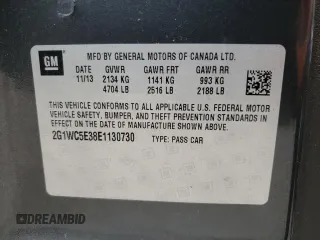 GM
MFD BY GENERAL MOTORS OF CANADA LTD.
DATE GVWR GAWR FRT GAWR RR
11/13 2134 KG 1141 KG 993 KG
4704 LB 2516 LB 2188 LB
THIS VEHICLE CONFORMS TO ALL APPLICABLE U.S. FEDERAL MOTOR
VEHICLE SAFETY, BUMPER, AND THEFT PREVENTION STANDARDS
IN EFFECT ON THE DATE OF MANUFACTURE SHOWN ABOVE.
2G1WC5E38E1130730 TYPE: PASS CAR
DREAMBID